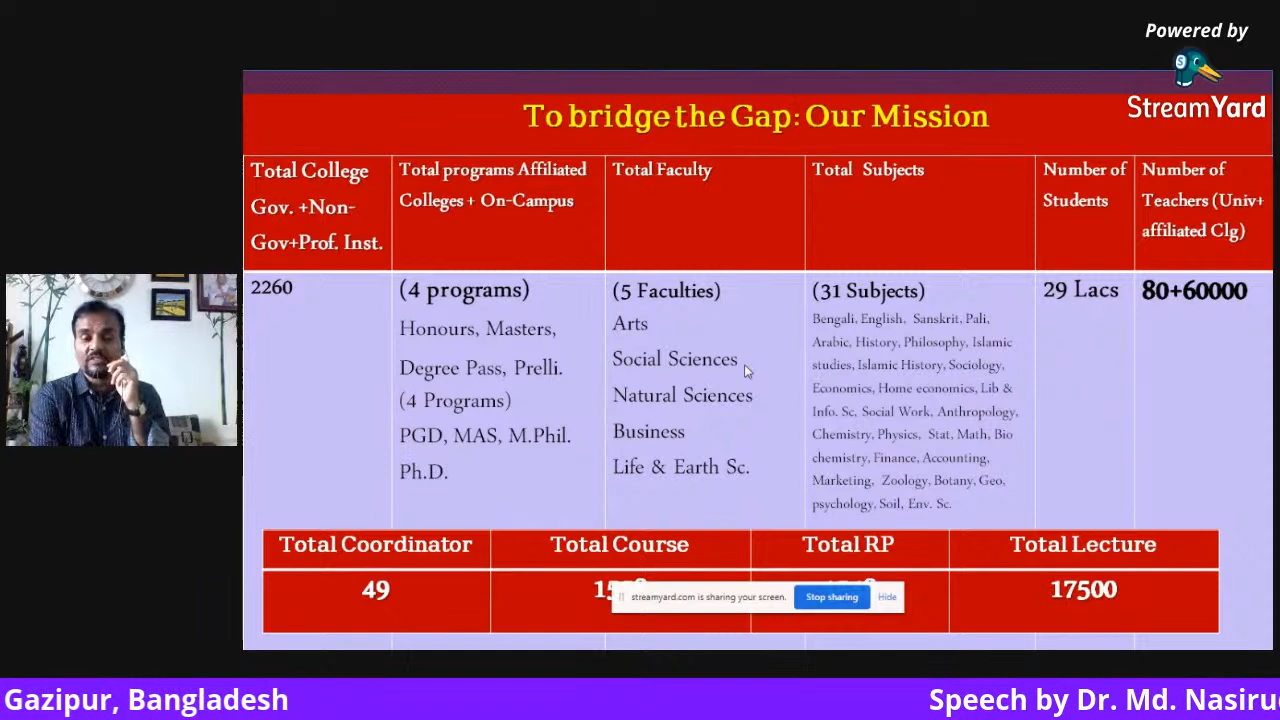 Powered by
StreamYard
To bridge the Gap: Our Mission
Total College
Gov. +Non-
Gov+Prof. Inst.
Total programs Affiliated
Colleges + On-Campus
Total Faculty
Total Subjects
Number of
Students
Number of
Teachers (Univ+
affiliated Clg)
2260
(4 programs)
Honours, Masters,
Degree Pass, Prelli.
(4 Programs)
PGD, MAS, M.Phil.
Ph.D.
(5 Faculties)
Arts
Social Sciences
Natural Sciences
Business
Life & Earth Sc.
(31 Subjects)
Bengali, English, Sanskrit, Pali,
Arabic, History, Philosophy, Islamic
studies, Islamic History, Sociology,
Economics, Home economics, Lib &
Info. Sc, Social Work, Anthropology,
Chemistry, Physics, Stat, Math, Bio
chemistry, Finance, Accounting,
Marketing, Zoology, Botany, Geo,
psychology, Soil, Env. Sc.
29 Lacs
80+60000
Total Coordinator
Total Course
Total RP
Total Lecture
49
17500
streamyard.com is sharing your screen.
Stop sharing
Hide
Gazipur, Bangladesh
Speech by Dr. Md.